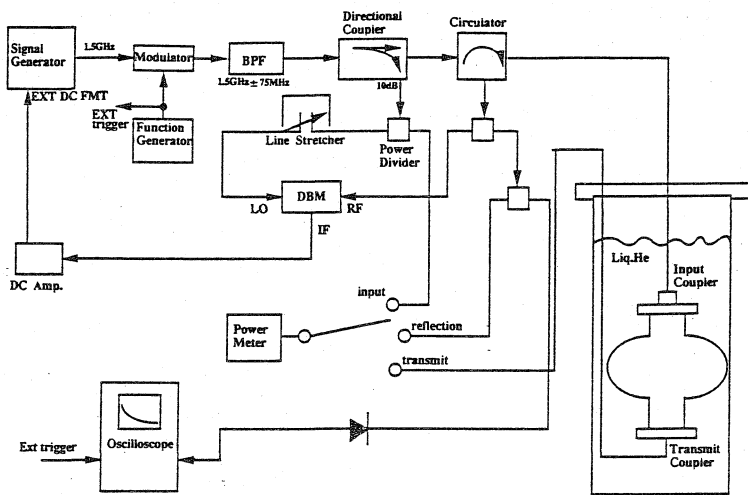 Directional
Coupler
Circulator
Signal
Generator
1.5GHz
Modulator
BPF
1.5GHz±75MHz
10dB
EXT DC FMT
EXT
trigger
Function
Generator
Line Stretcher
Power
Divider
LO
DBM
RF
IF
DC Amp.
Liq.He
Input
Coupler
input
Power
Meter
reflection
transmit
Oscilloscope
Ext trigger
Transmit
Coupler